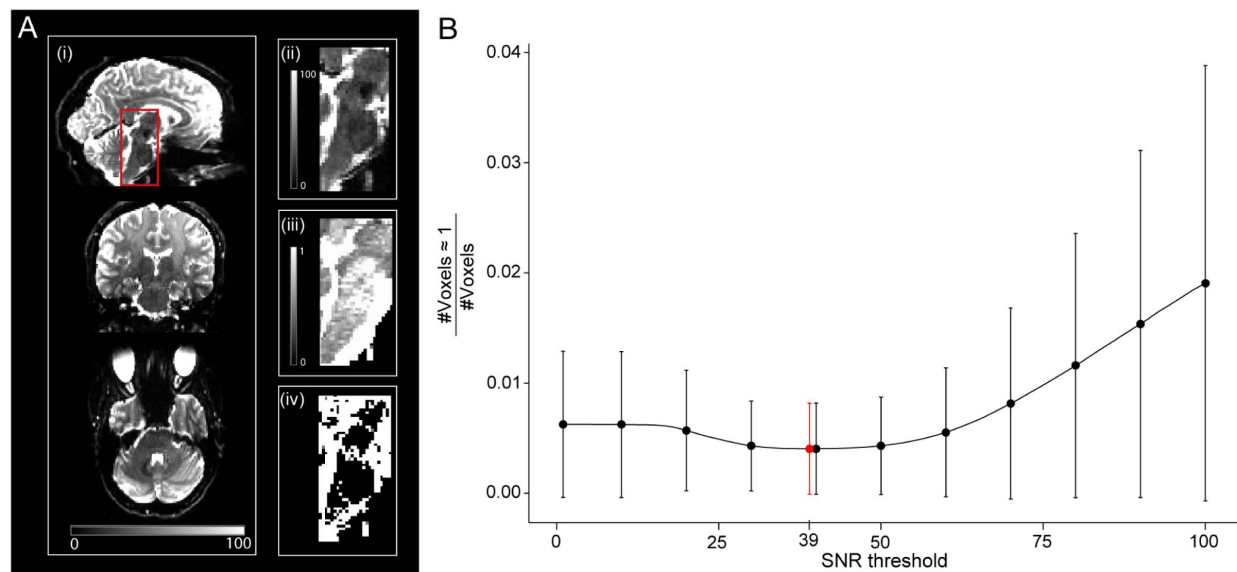 A
(i)
0
100
(ii)
100
0
(iii)
1
0
(iv)
B
0.04
0.03
0.02
0.01
0.00
#Voxels ≈ 1
#Voxels
0 25 39 50 75 100
SNR threshold